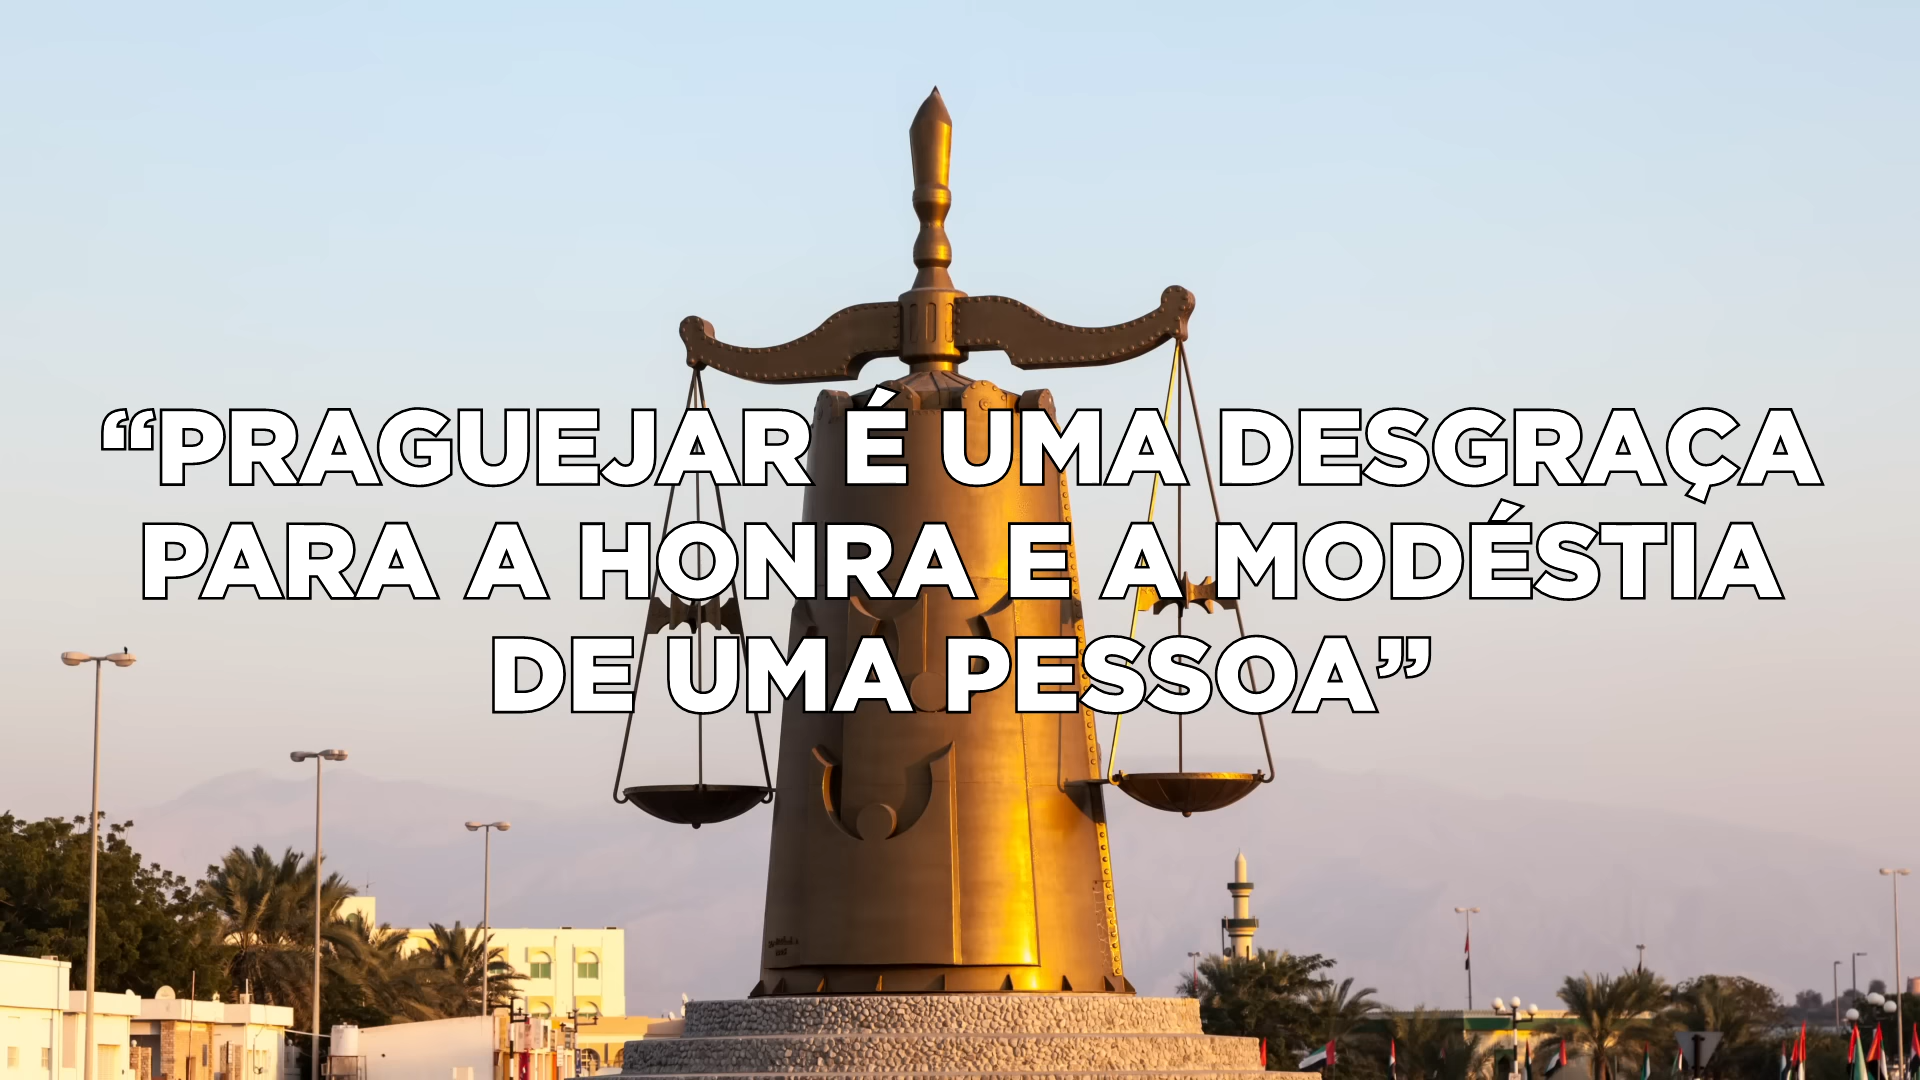 “PRAGUEJAR É UMA DESGRAÇA
PARA A HONRA E A MODÉSTIA
DE UMA PESSOA”